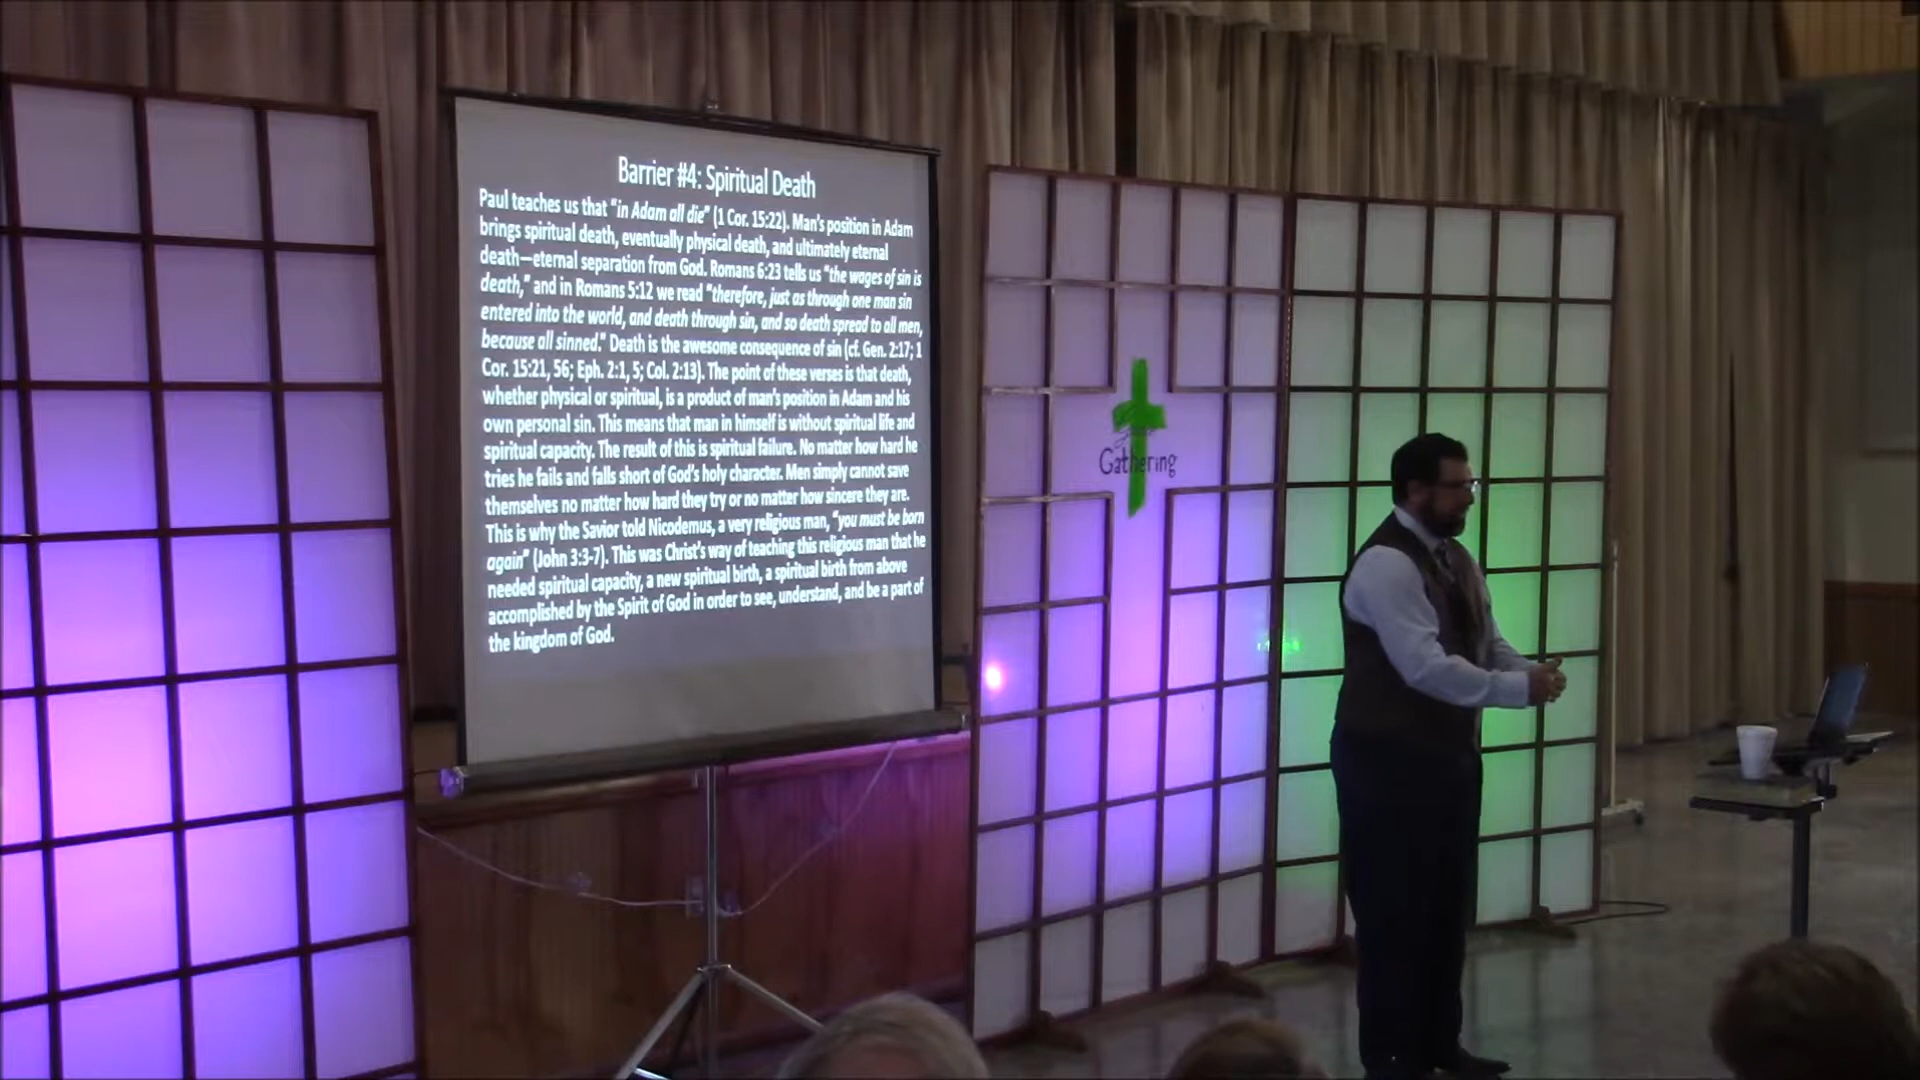 Barrier #4: Spiritual Death
Paul teaches us that "in Adam all die" (1 Cor. 15:22). Man's position in Adam
brings spiritual death, eventually physical death, and ultimately eternal
death—eternal separation from God. Romans 6:23 tells us "the wages of sin is
death," and in Romans 5:12 we read "therefore, just as through one man sin
entered into the world, and death through sin, and so death spread to all men,
because all sinned." Death is the awesome consequence of sin (cf. Gen. 2:17; 1
Cor. 15:21, 56; Eph. 2:1, 5; Col. 2:13). The point of these verses is that death,
whether physical or spiritual, is a product of man's position in Adam and his
own personal sin. This means that man in himself is without spiritual life and
spiritual capacity. The result of this is spiritual failure. No matter how hard he
tries he fails and falls short of God's holy character. Men simply cannot save
themselves no matter how hard they try or no matter how sincere they are.
This is why the Savior told Nicodemus, a very religious man, "you must be born
again" (John 3:3-7). This was Christ's way of teaching this religious man that he
needed spiritual capacity, a new spiritual birth, a spiritual birth from above
accomplished by the Spirit of God in order to see, understand, and be a part of
the kingdom of God.
Gathering